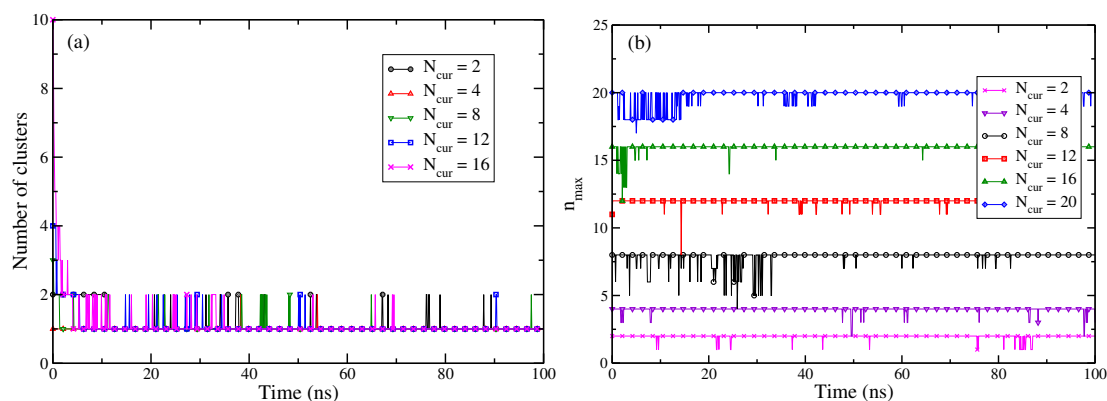 (a)
Number of clusters
10
8
6
4
2
0
N_cur = 2
N_cur = 4
N_cur = 8
N_cur = 12
N_cur = 16
0 20 40 60 80 100
Time (ns)
(b)
n_max
25
20
15
10
5
0
N_cur = 2
N_cur = 4
N_cur = 8
N_cur = 12
N_cur = 16
N_cur = 20
0 20 40 60 80 100
Time (ns)